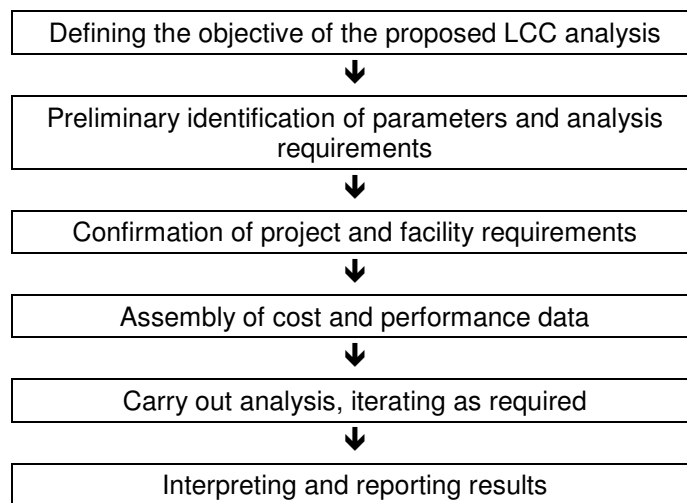 Defining the objective of the proposed LCC analysis
Preliminary identification of parameters and analysis
requirements
Confirmation of project and facility requirements
Assembly of cost and performance data
Carry out analysis, iterating as required
Interpreting and reporting results